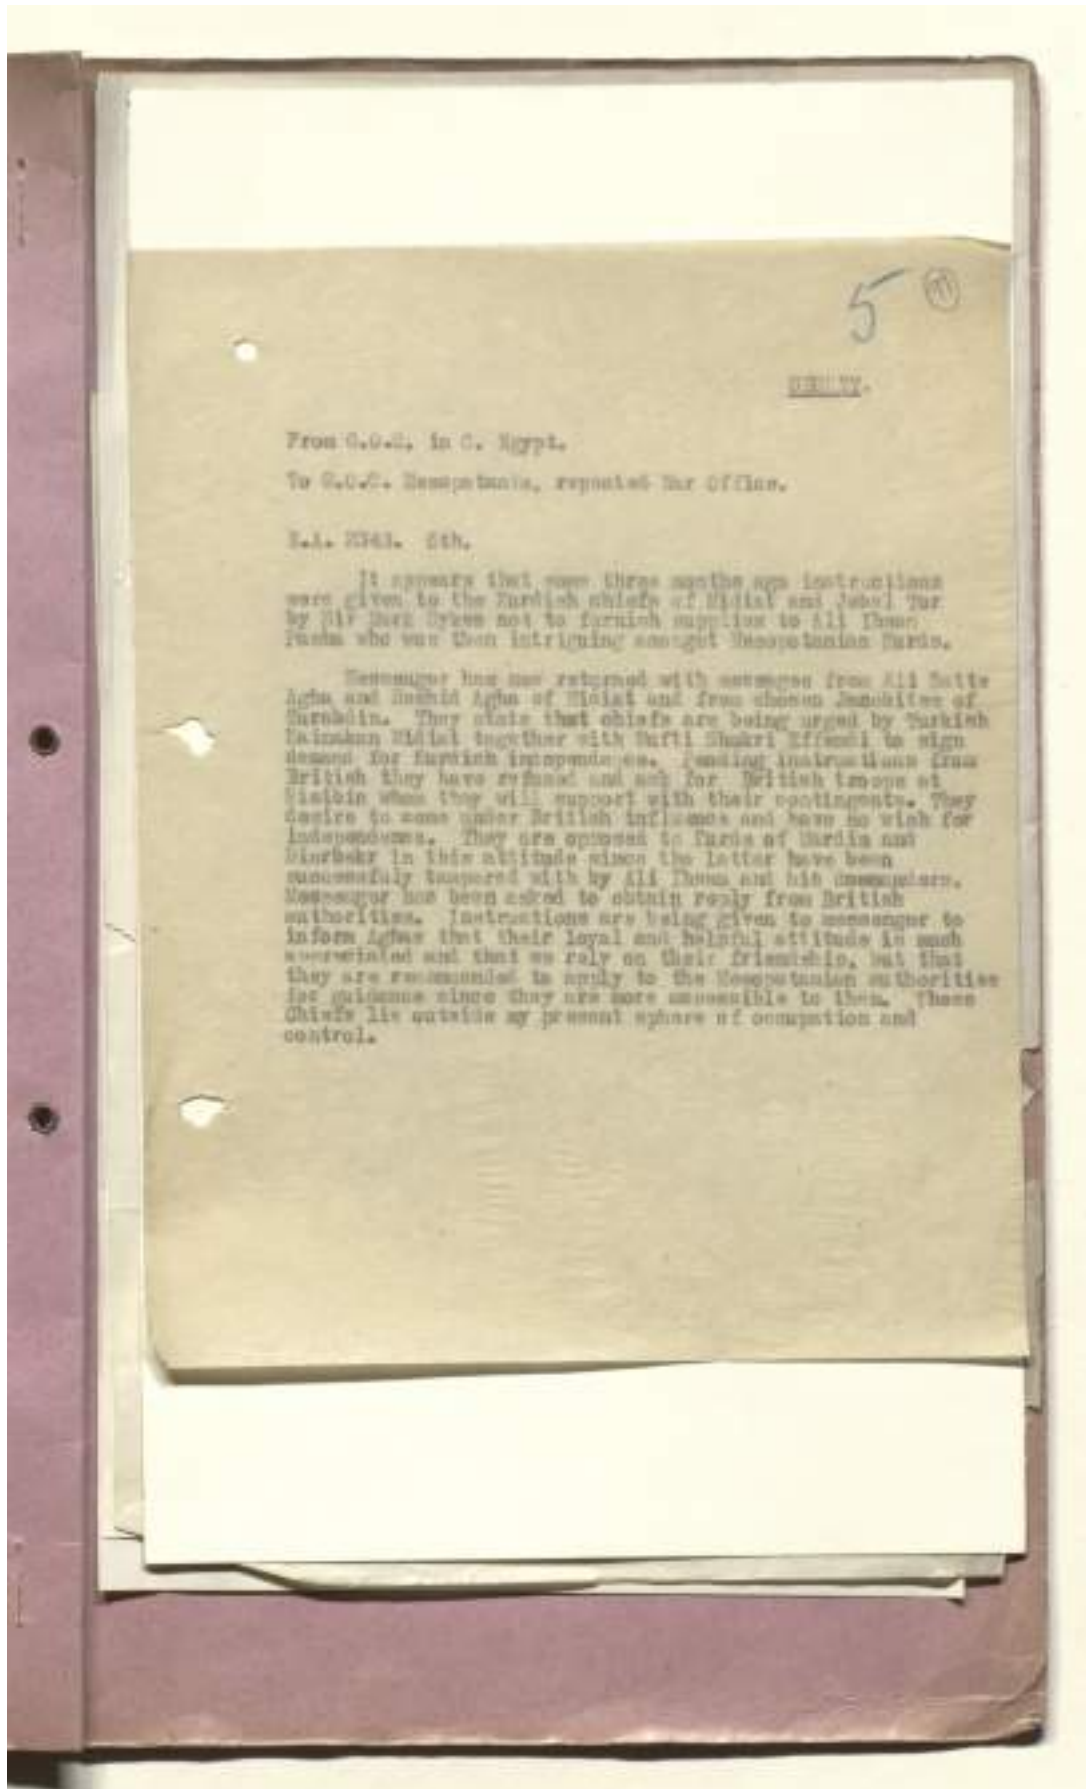 5
From G.O.C. in C. Egypt.
To G.O.C. Mesopotamia, repeated War Office.
6th.
It appears that some three months ago instructions
were given to the Kurdish chiefs of Midiat and Jebel Tur
by Sir Mark Sykes not to furnish supplies to Ali Ihsan
Pasha who was then intriguing amongst Mesopotamian Kurds.
Messenger has now returned with messages from Ali Batte
Agha and Reshid Agha of Midiat and from chosen Jacobites of
Turabdin. They state that chiefs are being urged by Turkish
Kaimakam Midiat together with Mufti Shukri Effendi to sign
demand for Kurdish independence. Pending instructions from
British they have refused and ask for British troops at
Nisibin when they will support with their contingents. They
desire to come under British influence and have no wish for
independence. They are opposed to Kurds of Mardin and
Diarbekr in this attitude since the latter have been
successfuly tampered with by Ali Ihsan and his
Messenger has been asked to obtain reply from British
authorities. Instructions are being given to messenger to
inform Aghas that their loyal and helpful attitude is much
appreciated and that we rely on their friendship, but that
they are recommended to apply to the Mesopotamian authorities
for guidance since they are more accessible to them. These
Chiefs lie outside my present sphere of occupation and
control.